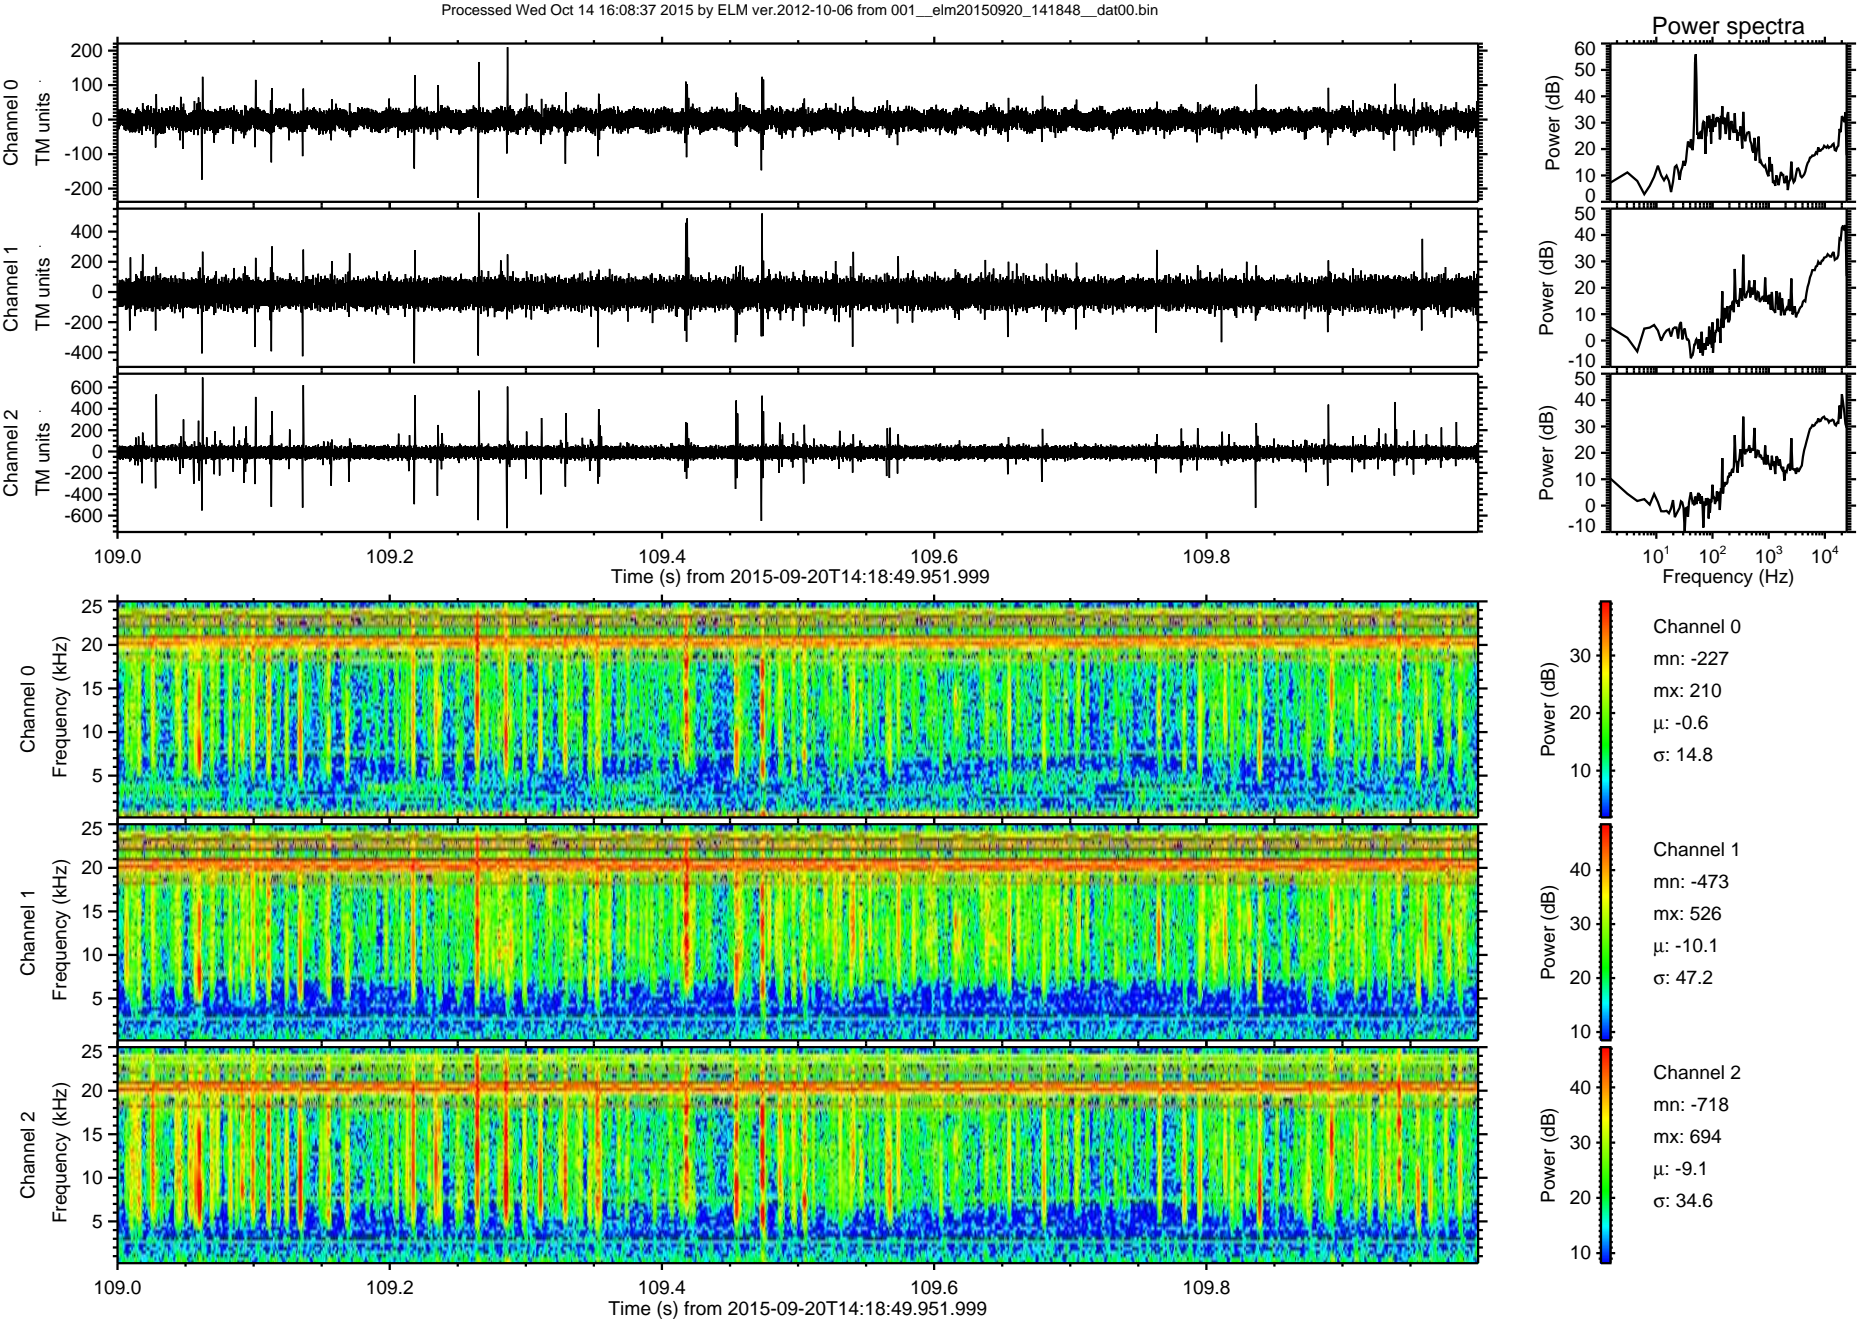 Processed Wed Oct 14 16:08:37 2015 by ELM ver.2012-10-06 from 001__elm20150920_141848__dat00.bin
Power spectra
Channel 0
TM units
200
100
0
-100
-200
Power (dB)
60
50
40
30
20
10
0
Channel 1
TM units
400
200
0
-200
-400
Power (dB)
50
40
30
20
10
0
-10
Channel 2
TM units
600
400
200
0
-200
-400
-600
Power (dB)
50
40
30
20
10
0
-10
109.0 109.2 109.4 109.6 109.8
Time (s) from 2015-09-20T14:18:49.951.999
10¹ 10² 10³ 10⁴
Frequency (Hz)
Channel 0
Frequency (kHz)
25
20
15
10
5
Power (dB)
30
20
10
Channel 0
mn: -227
mx: 210
μ: -0.6
σ: 14.8
Channel 1
Frequency (kHz)
25
20
15
10
5
Power (dB)
40
30
20
10
Channel 1
mn: -473
mx: 526
μ: -10.1
σ: 47.2
Channel 2
Frequency (kHz)
25
20
15
10
5
Power (dB)
40
30
20
10
Channel 2
mn: -718
mx: 694
μ: -9.1
σ: 34.6
109.0 109.2 109.4 109.6 109.8
Time (s) from 2015-09-20T14:18:49.951.999